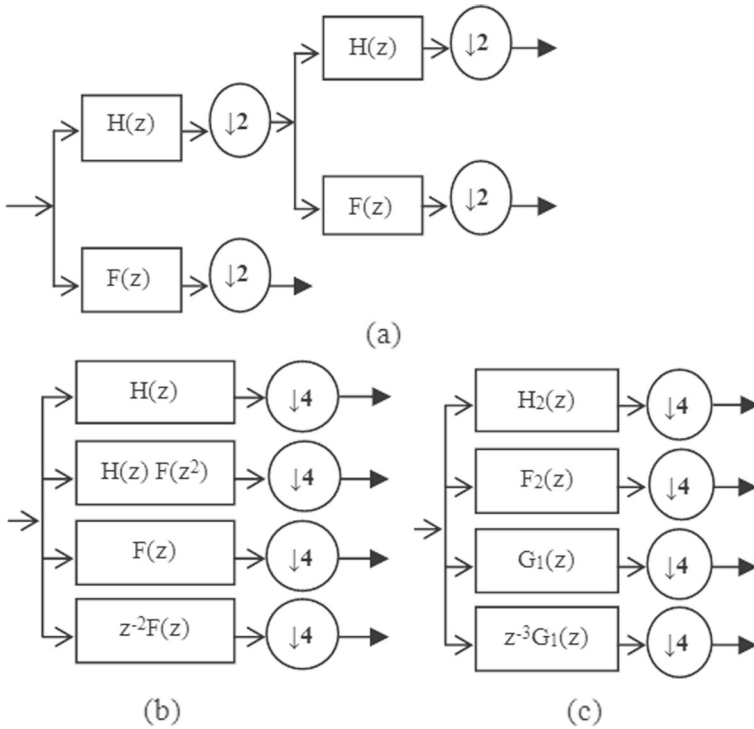 H(z)
↓2
H(z)
↓2
F(z)
↓2
F(z)
↓2
(a)
H(z)
↓4
H(z) F(z²)
↓4
F(z)
↓4
z⁻²F(z)
↓4
(b)
H₂(z)
↓4
F₂(z)
↓4
G₁(z)
↓4
z⁻³G₁(z)
↓4
(c)